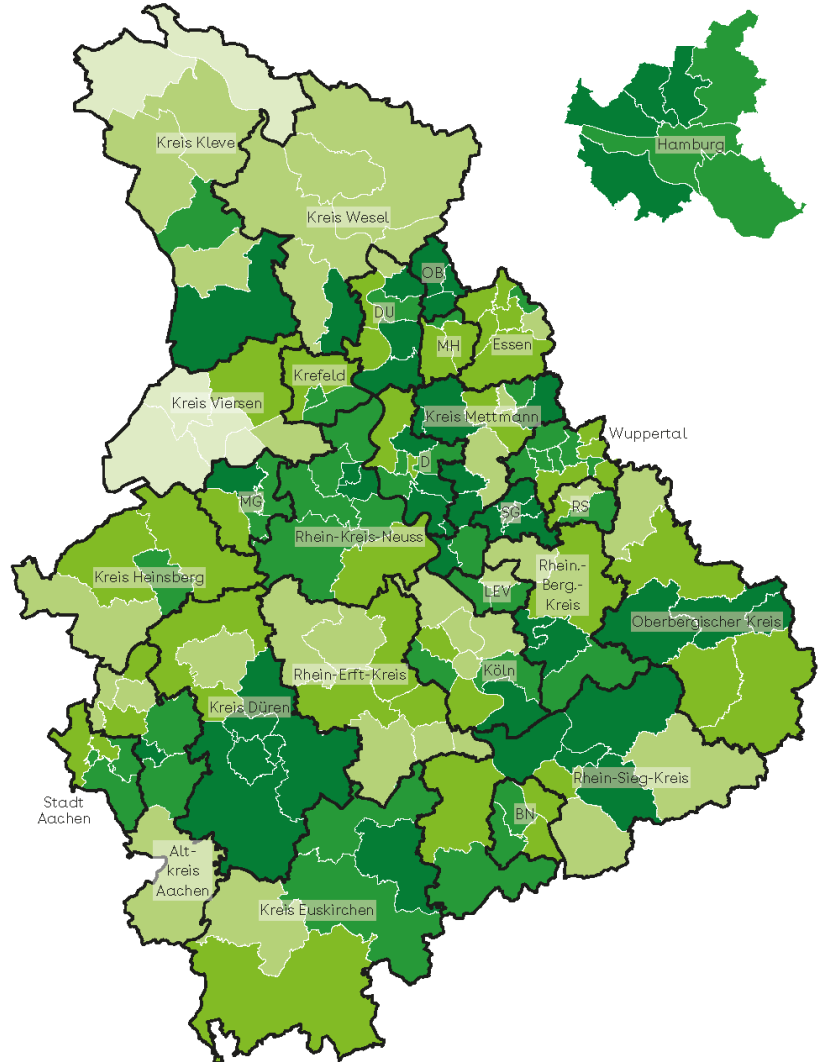 Hamburg
Kreis Kleve
Kreis Wesel
OB
DU
MH
Essen
Krefeld
Kreis Viersen
Kreis Mettmann
Wuppertal
D
MG
SG
RS
Rhein-Kreis-Neuss
Kreis Heinsberg
Rhein.-
Berg.-
Kreis
LEV
Oberbergischer Kreis
Rhein-Erft-Kreis
Köln
Kreis Düren
Rhein-Sieg-Kreis
Stadt
Aachen
BN
Alt-
kreis
Aachen
Kreis Euskirchen